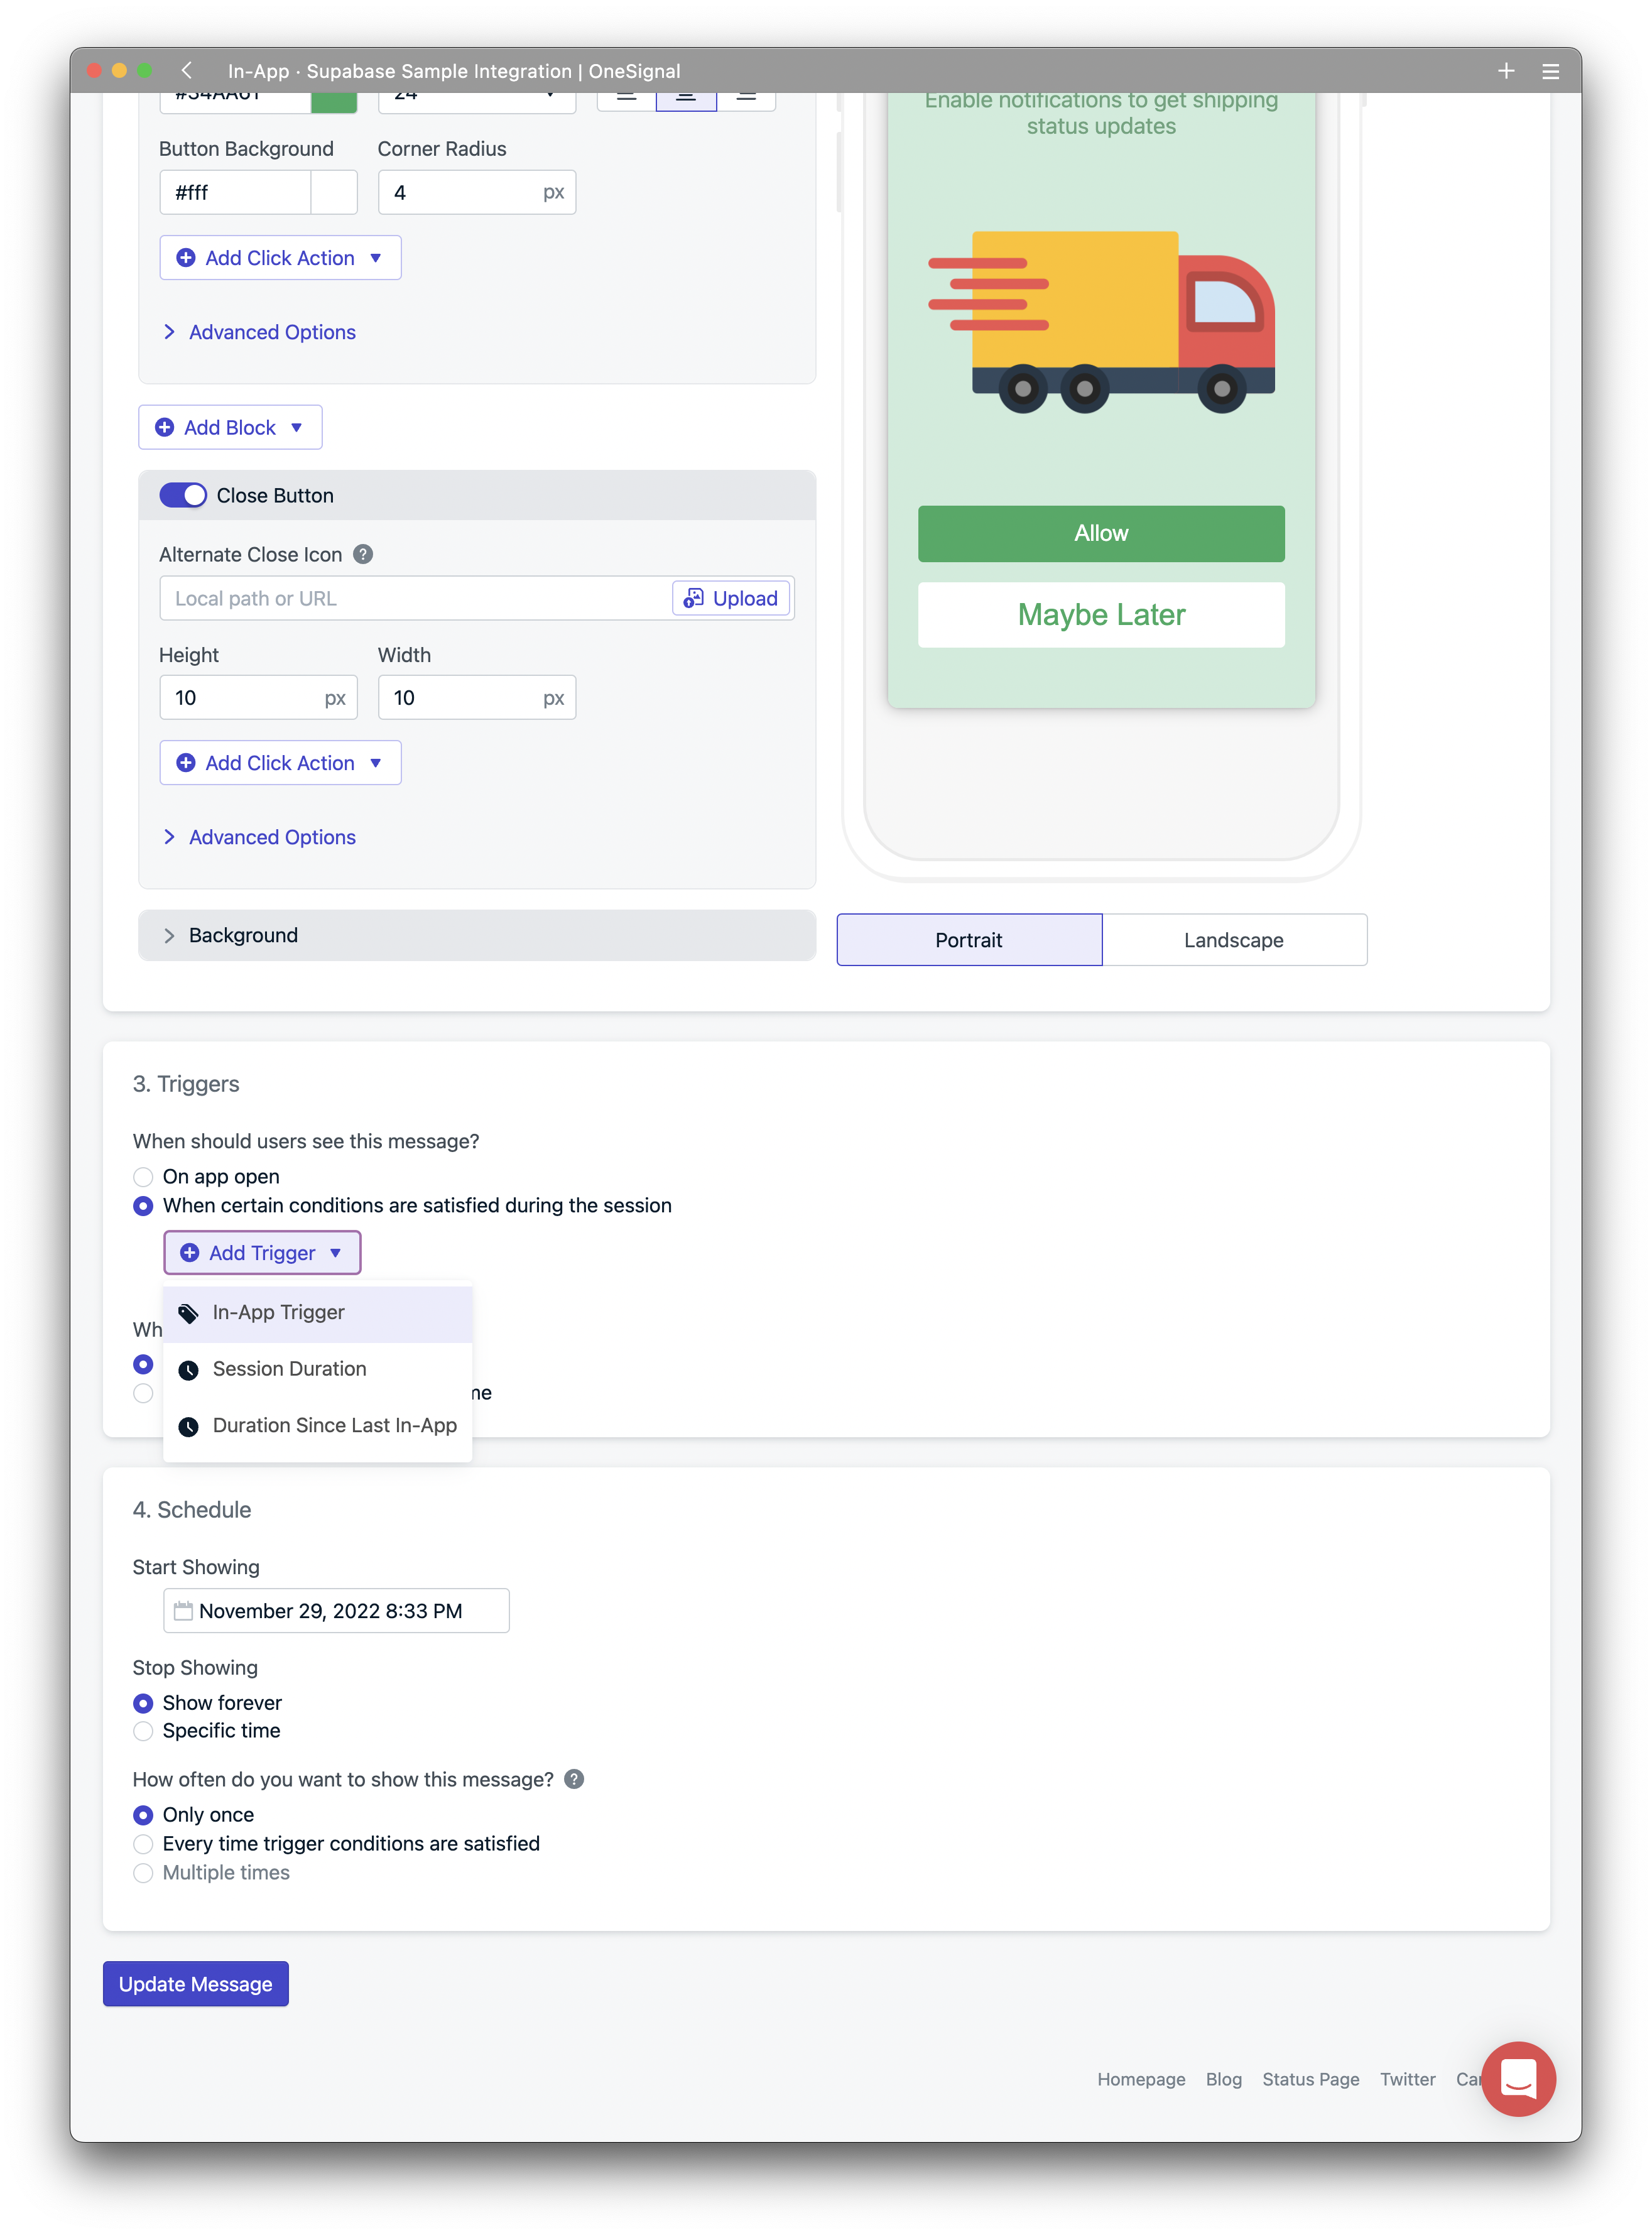 In-App · Supabase Sample Integration | OneSignal
#34AA61
24
Button Background
Corner Radius
#fff
4
px
Add Click Action
Advanced Options
Add Block
Close Button
Alternate Close Icon
Local path or URL
Upload
Height
Width
10
px
10
px
Add Click Action
Advanced Options
Background
Enable notifications to get shipping
status updates
Allow
Maybe Later
Portrait
Landscape
3. Triggers
When should users see this message?
On app open
When certain conditions are satisfied during the session
Add Trigger
In-App Trigger
Session Duration
Duration Since Last In-App
Wh
me
4. Schedule
Start Showing
November 29, 2022 8:33 PM
Stop Showing
Show forever
Specific time
How often do you want to show this message?
Only once
Every time trigger conditions are satisfied
Multiple times
Update Message
Homepage
Blog
Status Page
Twitter
Car